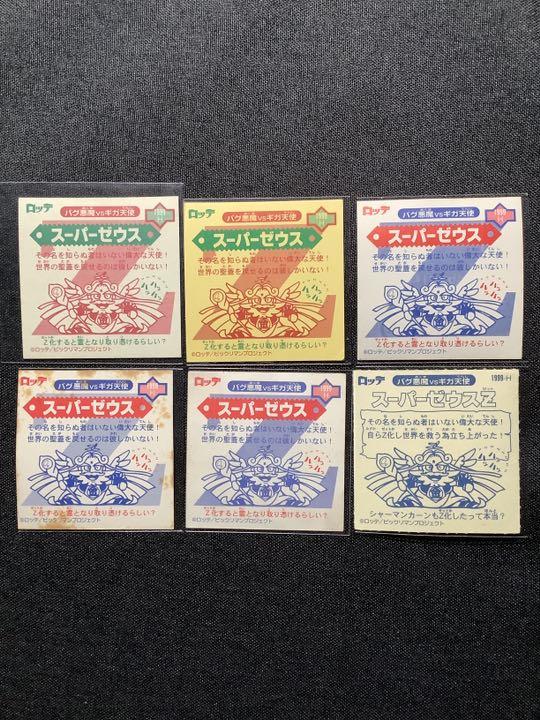 ロッテ
バグ悪魔vsギガ天使
1999-H
スーパーゼウス
その名を知らぬ者はいない偉大な天使!
世界の聖蓋を戻せるのは彼しかいない!
ハハハ
Z化すると霊となり取り憑けるらしい?
©ロッテ/ビックリマンプロジェクト
ロッテ
バグ悪魔vsギガ天使
1999-H
スーパーゼウス
その名を知らぬ者はいない偉大な天使!
世界の聖蓋を戻せるのは彼しかいない!
Z化すると霊となり取り憑けるらしい?
©ロッテ/ビックリマンプロジェクト
ロッテ
バグ悪魔vsギガ天使
1999-H
スーパーゼウス
その名を知らぬ者はいない偉大な天使!
世界の聖蓋を戻せるのは彼しかいない!
Z化すると霊となり取り憑けるらしい?
©ロッテ/ビックリマンプロジェクト
ロッテ
バグ悪魔vsギガ天使
スーパーゼウス
その名を知らぬ者はいない偉大な天使!
世界の聖蓋を戻せるのは彼しかいない!
Z化すると霊となり取り憑けるらしい?
©ロッテ/ビックリマンプロジェクト
ロッテ
バグ悪魔vsギガ天使
スーパーゼウス
その名を知らぬ者はいない偉大な天使!
世界の聖蓋を戻せるのは彼しかいない!
Z化すると霊となり取り憑けるらしい?
©ロッテ/ビックリマンプロジェクト
ロッテ
バグ悪魔vsギガ天使
1999-H
スーパーゼウスZ
その名を知らぬ者はいない偉大な天使!
自らZ化し世界を救う為立ち上がった!
シャーマンカーンもZ化したって本当?
©ロッテ/ビックリマンプロジェクト